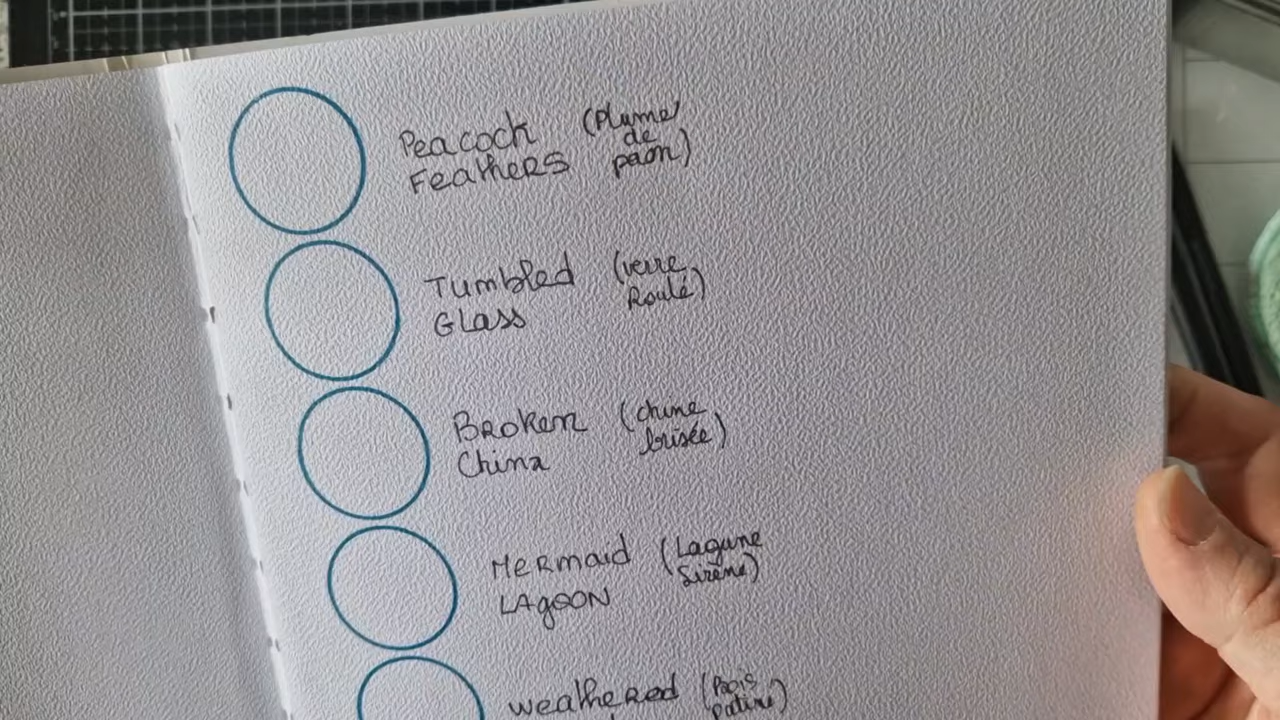 Peacock (Plume
Feathers de
paon)
Tumbled (verre
Glass Roulé)
Broken (chine
China brisée)
Mermaid (Lagune
Lagoon Sirène)
weathered (Bois
patiné)